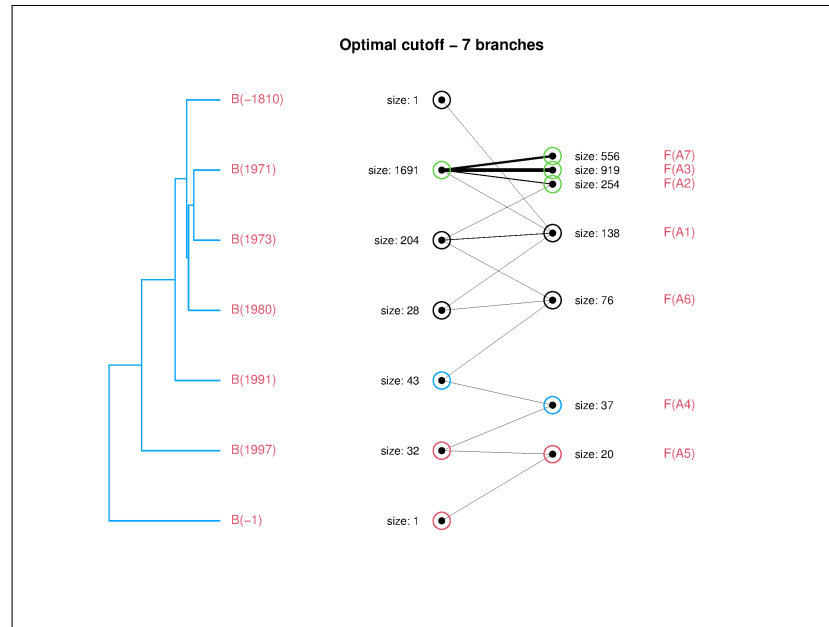 Optimal cutoff – 7 branches
B(−1810)
size: 1
size: 556
F(A7)
B(1971)
size: 1691
size: 919
F(A3)
size: 254
F(A2)
B(1973)
size: 204
size: 138
F(A1)
B(1980)
size: 28
size: 76
F(A6)
B(1991)
size: 43
size: 37
F(A4)
B(1997)
size: 32
size: 20
F(A5)
B(−1)
size: 1